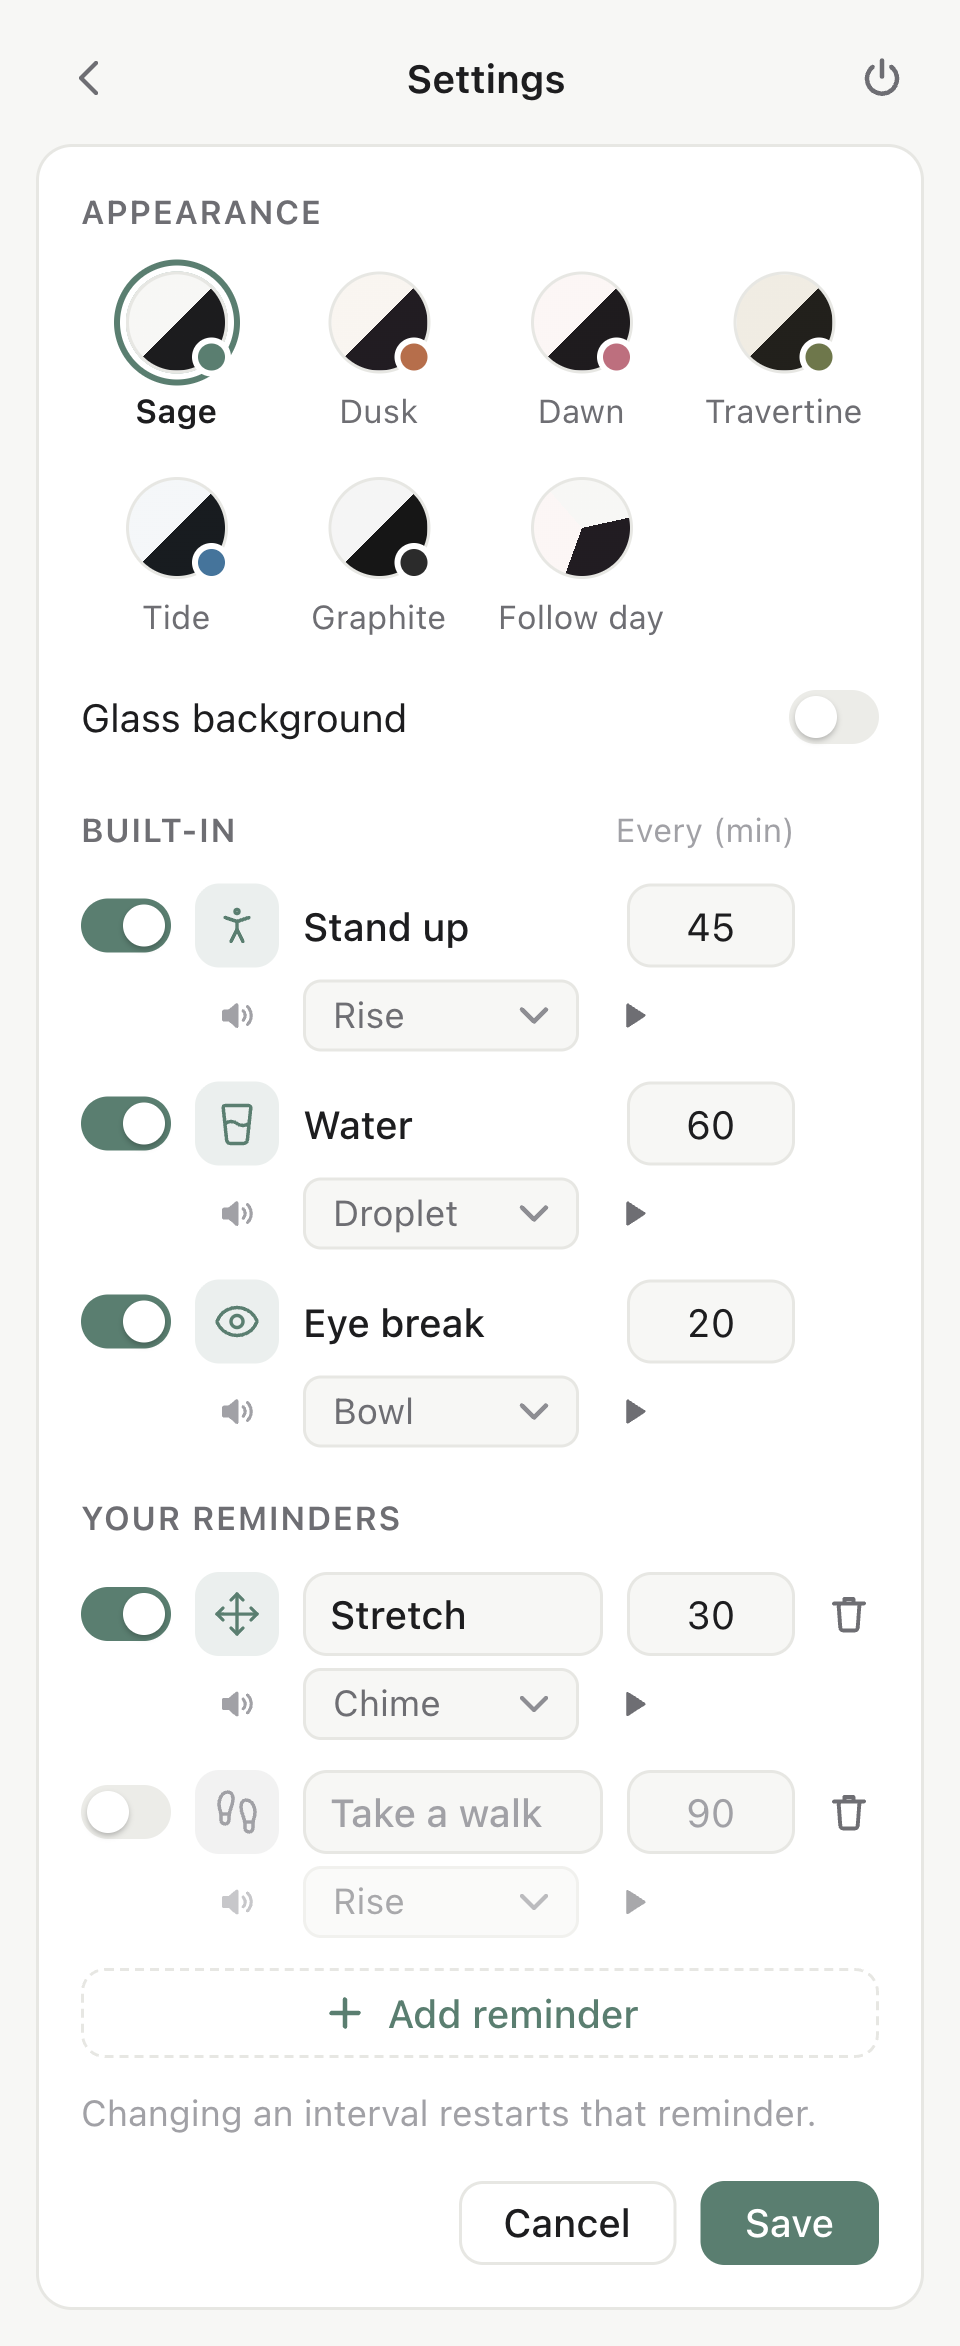 Settings
APPEARANCE
Sage
Dusk
Dawn
Travertine
Tide
Graphite
Follow day
Glass background
BUILT-IN
Every (min)
Stand up
45
Rise
Water
60
Droplet
Eye break
20
Bowl
YOUR REMINDERS
Stretch
30
Chime
Take a walk
90
Rise
+ Add reminder
Changing an interval restarts that reminder.
Cancel
Save